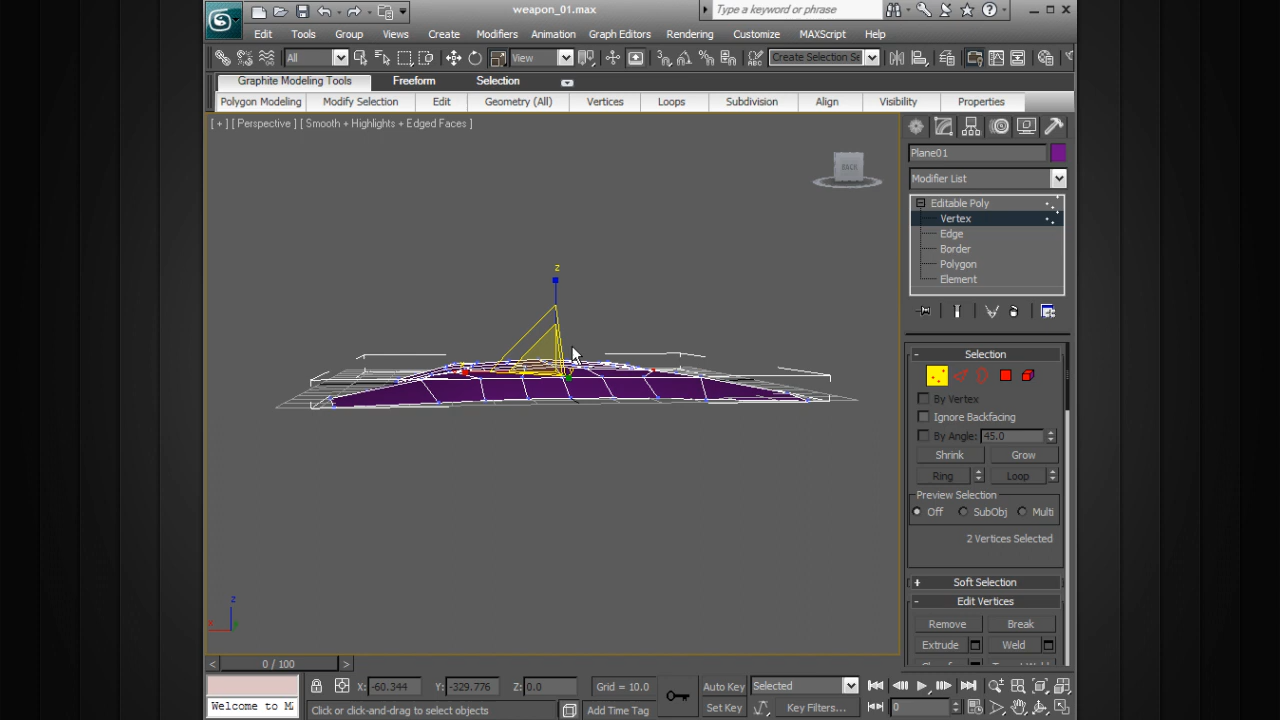 weapon_01.max
Type a keyword or phrase
Edit Tools Group Views Create Modifiers Animation Graph Editors Rendering Customize MAXScript Help
All View Create Selection Se
Graphite Modeling Tools Freeform Selection
Polygon Modeling Modify Selection Edit Geometry (All) Vertices Loops Subdivision Align Visibility Properties
[ + ] [ Perspective ] [ Smooth + Highlights + Edged Faces ]
BACK
Plane01
Modifier List
Editable Poly
Vertex
Edge
Border
Polygon
Element
z
- Selection
By Vertex
Ignore Backfacing
By Angle: 45.0
Shrink Grow
Ring Loop
Preview Selection
Off SubObj Multi
2 Vertices Selected
+ Soft Selection
- Edit Vertices
Remove Break
Extrude Weld
z
x
< 0 / 100 >
X: -60.344 Y: -329.776 Z: 0.0 Grid = 10.0 Auto Key Selected
Welcome to M
Click or click-and-drag to select objects Add Time Tag Set Key Key Filters... 0